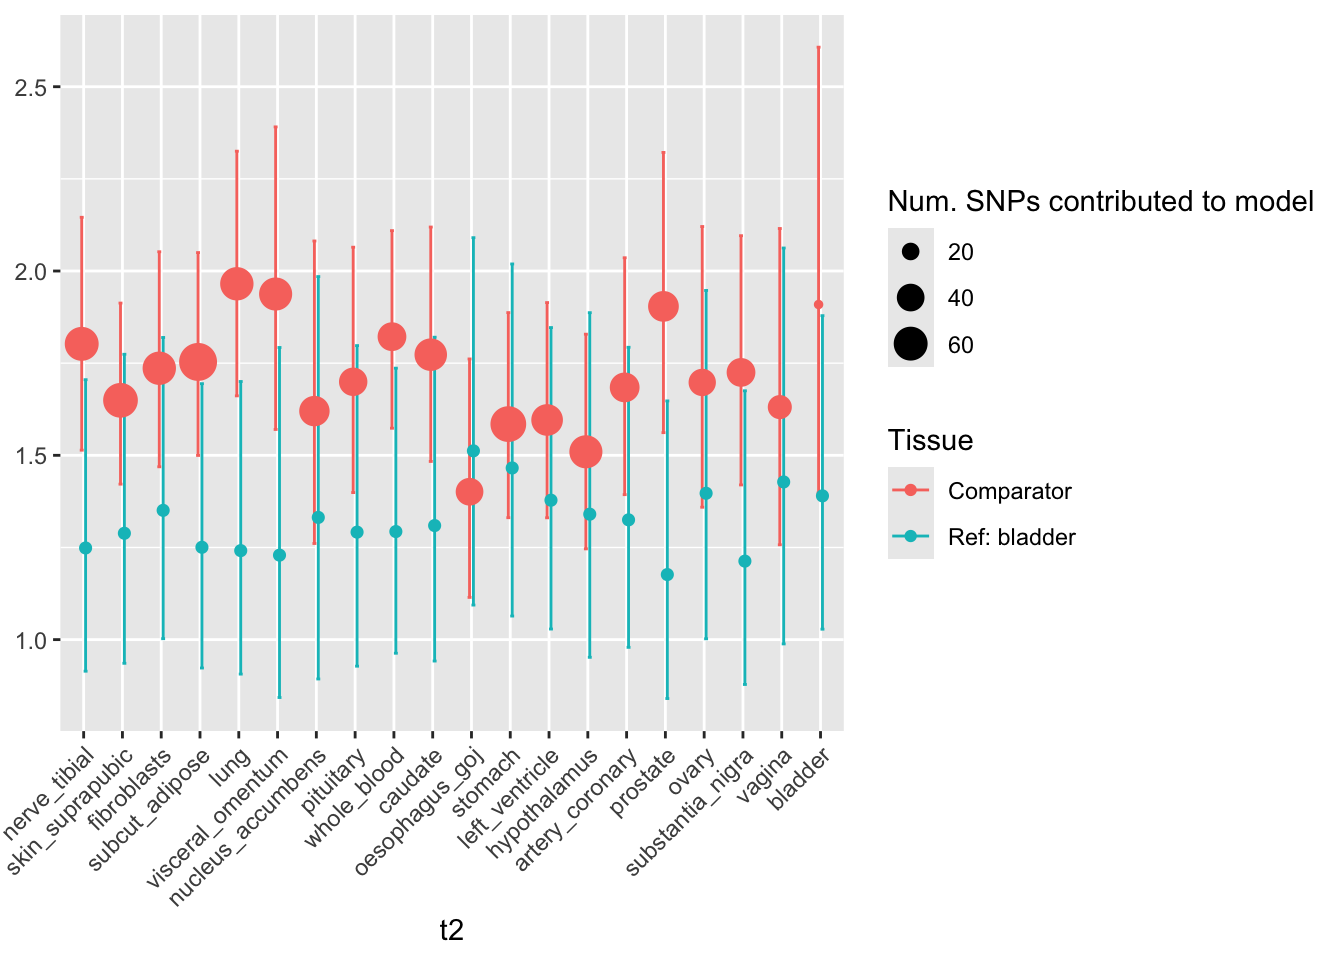 2.5
2.0
1.5
1.0
nerve_tibial
skin_suprapubic
fibroblasts
subcut_adipose
lung
visceral_omentum
nucleus_accumbens
pituitary
whole_blood
caudate
oesophagus_goj
stomach
left_ventricle
hypothalamus
artery_coronary
prostate
ovary
substantia_nigra
vagina
bladder
t2
Num. SNPs contributed to model
20
40
60
Tissue
Comparator
Ref: bladder